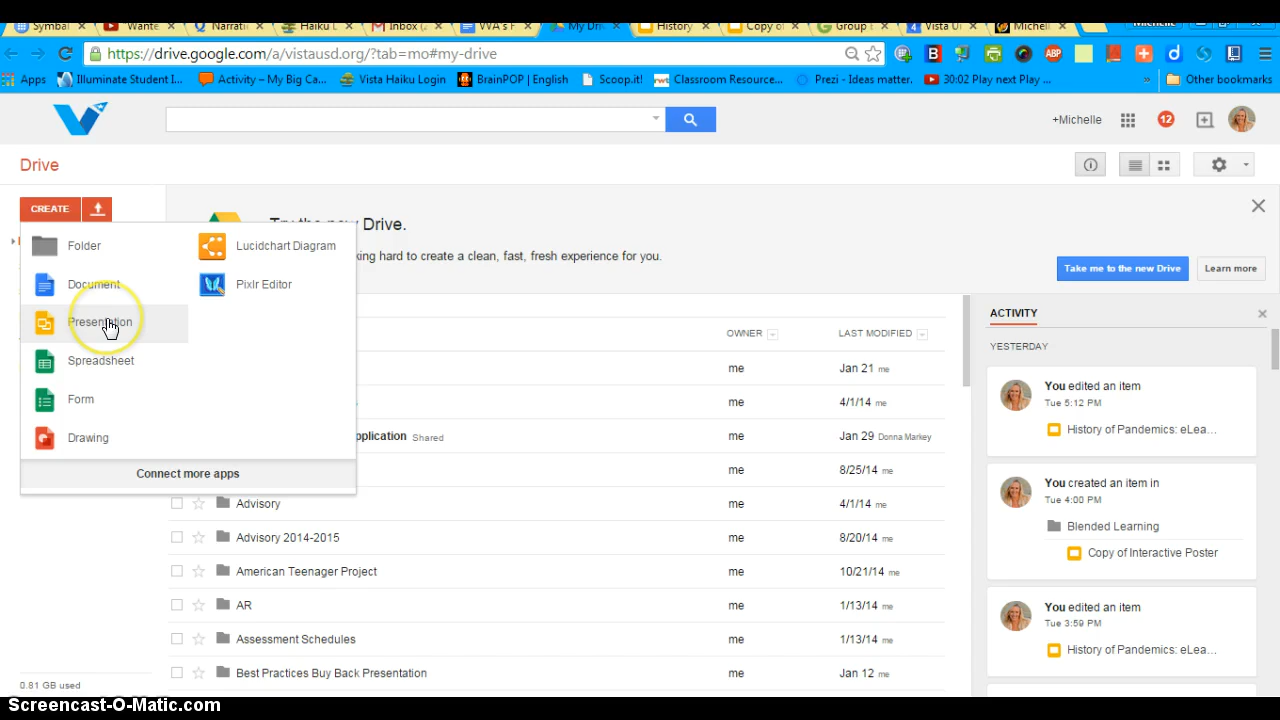 Symbal
Wante
Narrati
Haiku L
Inbox (
VVA's F
My Dri
History
Copy of
Group
Vista U
Michell
Michelle
https://drive.google.com/a/vistausd.org/?tab=mo#my-drive
Apps Illuminate Student I... Activity – My Big Ca... Vista Haiku Login BrainPOP | English Scoop.it! Classroom Resource... Prezi - Ideas matter. 30:02 Play next Play ... » Other bookmarks
+Michelle 12
Drive
CREATE
Try the new Drive.
king hard to create a clean, fast, fresh experience for you.
Take me to the new Drive Learn more
Folder Lucidchart Diagram
Document Pixlr Editor
Presentation
Spreadsheet
Form
Drawing
Connect more apps
OWNER LAST MODIFIED
me Jan 21 me
me 4/1/14 me
pplication Shared me Jan 29 Donna Markey
me 8/25/14 me
Advisory me 4/1/14 me
Advisory 2014-2015 me 8/20/14 me
American Teenager Project me 10/21/14 me
AR me 1/13/14 me
Assessment Schedules me 1/13/14 me
Best Practices Buy Back Presentation me Jan 12 me
ACTIVITY
YESTERDAY
You edited an item
Tue 5:12 PM
History of Pandemics: eLea...
You created an item in
Tue 4:00 PM
Blended Learning
Copy of Interactive Poster
You edited an item
Tue 3:59 PM
History of Pandemics: eLea...
0.81 GB used
Screencast-O-Matic.com